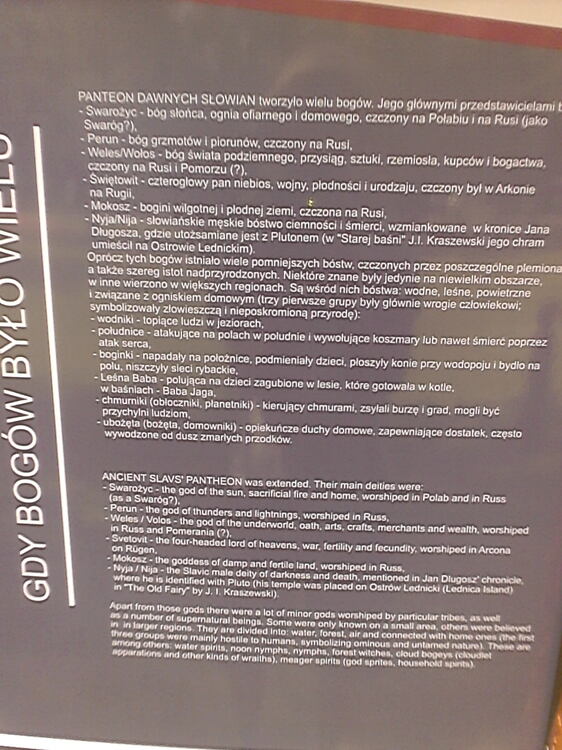 GDY BOGÓW BYŁO WIELU
PANTEON DAWNYCH SŁOWIAN tworzyło wielu bogów. Jego głównymi przedstawicielami
- Swarożyc - bóg słońca, ognia ofiarnego i domowego, czczony na Połabiu i na Rusi (jako
Swaróg?),
- Perun - bóg grzmotów i piorunów, czczony na Rusi,
- Weles/Wołos - bóg świata podziemnego, przysiąg, sztuki, rzemiosła, kupców i bogactwa,
czczony na Rusi i Pomorzu (?),
- Świętowit - czterogłowy pan niebios, wojny, płodności i urodzaju, czczony był w Arkonie
na Rugii,
- Mokosz - bogini wilgotnej i płodnej ziemi, czczona na Rusi,
- Nyja/Nija - słowiańskie męskie bóstwo ciemności i śmierci, wzmiankowane w kronice Jana
Długosza, gdzie utożsamiane jest z Plutonem (w "Starej baśni" J.I. Kraszewski jego chram
umieścił na Ostrowie Lednickim).
Oprócz tych bogów istniało wiele pomniejszych bóstw, czczonych przez poszczególne plemiona
a także szereg istot nadprzyrodzonych. Niektóre znane były jedynie na niewielkim obszarze,
w inne wierzono w większych regionach. Są wśród nich bóstwa: wodne, leśne, powietrzne
i związane z ogniskiem domowym (trzy pierwsze grupy były głównie wrogie człowiekowi;
symbolizowały złowieszczą i nieposkromioną przyrodę):
- wodniki - topiące ludzi w jeziorach,
- południce - atakujące na polach w południe i wywołujące koszmary lub nawet śmierć poprzez
atak serca,
- boginki - napadały na położnice, podmieniały dzieci, płoszyły konie przy wodopoju i bydło na
polu, niszczyły sieci rybackie,
- Leśna Baba - polująca na dzieci zagubione w lesie, które gotowała w kotle,
w baśniach - Baba Jaga,
- chmurniki (obłoczniki, planetniki) - kierujący chmurami, zsyłali burzę i grad, mogli być
przychylni ludziom,
- ubożęta (bożęta, domowniki) - opiekuńcze duchy domowe, zapewniające dostatek, często
wywodzone od dusz zmarłych przodków.
ANCIENT SLAVS' PANTHEON was extended. Their main deities were:
- Swarożyc - the god of the sun, sacrificial fire and home, worshiped in Polab and in Russ
(as a Swaróg?),
- Perun - the god of thunders and lightnings, worshiped in Russ,
- Weles / Volos - the god of the underworld, oath, arts, crafts, merchants and wealth, worshiped
in Russ and Pomerania (?),
- Svetovit - the four-headed lord of heavens, war, fertility and fecundity, worshiped in Arcona
on Rügen,
- Mokosz - the goddess of damp and fertile land, worshiped in Russ,
- Nyja / Nija - the Slavic male deity of darkness and death, mentioned in Jan Dlugosz' chronicle,
where he is identified with Pluto (his temple was placed on Ostrów Lednicki (Lednica Island)
in "The Old Fairy" by J. I. Kraszewski).
Apart from those gods there were a lot of minor gods worshiped by particular tribes, as well
as a number of supernatural beings. Some were only known on a small area, others were believed
in in larger regions. They are divided into: water, forest, air and connected with home ones (the first
three groups were mainly hostile to humans, symbolizing ominous and untamed nature). These are
among others: water spirits, noon nymphs, nymphs, forest witches, cloud bogeys (cloudlet
apparations and other kinds of wraiths), meager spirits (god sprites, household spirits).